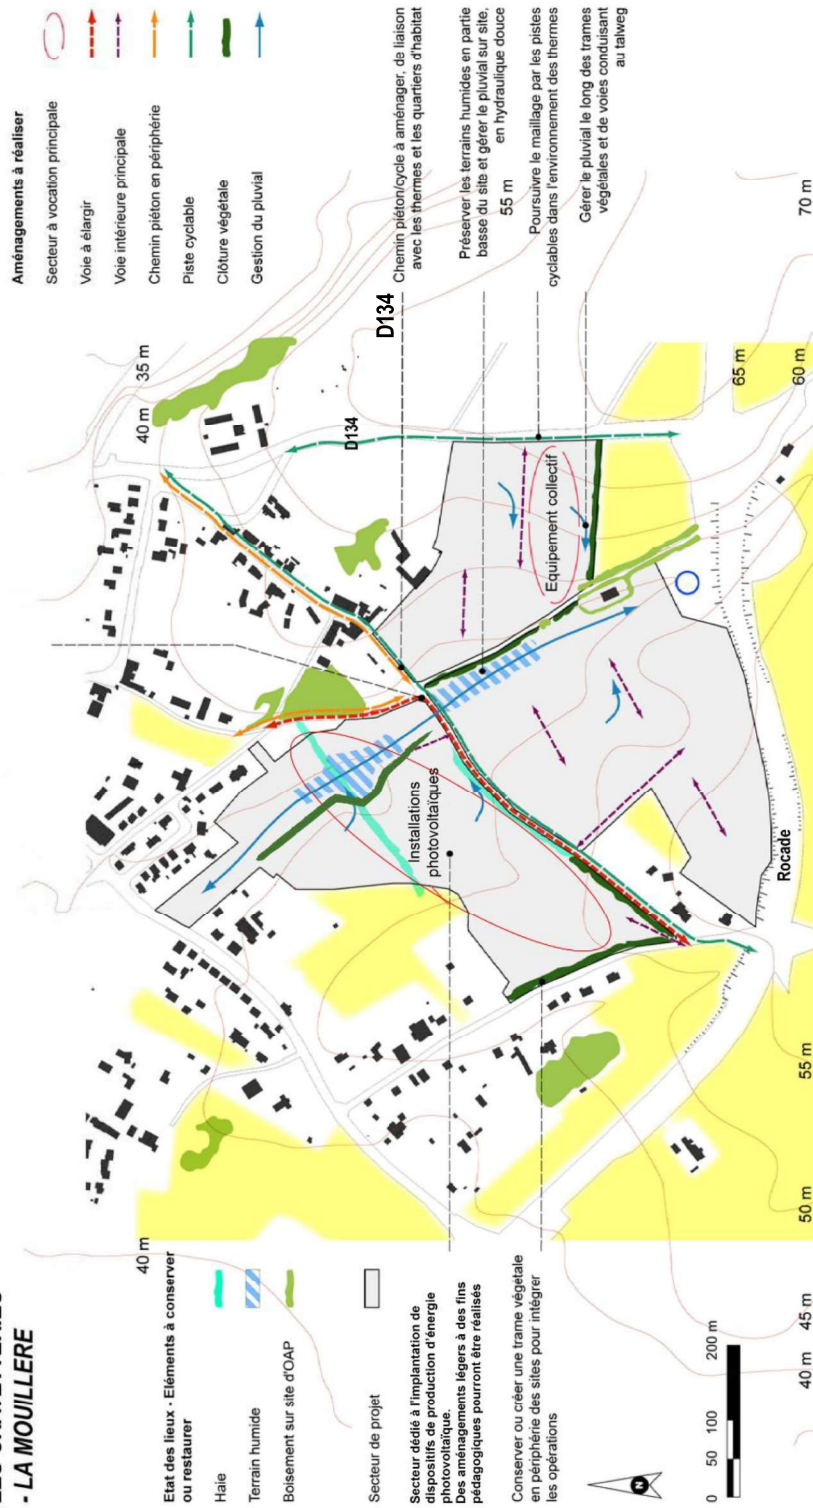 - LA MOUILLERE
Etat des lieux - Eléments à conserver
ou restaurer
Haie
Terrain humide
Boisement sur site d'OAP
Secteur de projet
Secteur dédié à l'implantation de
dispositifs de production d'énergie
photovoltaïque.
Des aménagements légers à des fins
pédagogiques pourront être réalisés
Conserver ou créer une trame végétale
en périphérie des sites pour intégrer
les opérations
N
0 50 100 200 m
40 m
40 m
35 m
D134
D134
Installations
photovoltaïques
Equipement collectif
Rocade
40 m
45 m
50 m
55 m
60 m
65 m
70 m
55 m
Aménagements à réaliser
Secteur à vocation principale
Voie à élargir
Voie intérieure principale
Chemin piéton en périphérie
Piste cyclable
Clôture végétale
Gestion du pluvial
Chemin piéton/cycle à aménager, de liaison
avec les thermes et les quartiers d'habitat
Préserver les terrains humides en partie
basse du site et gérer le pluvial sur site,
en hydraulique douce
Poursuivre le maillage par les pistes
cyclables dans l'environnement des thermes
Gérer le pluvial le long des trames
végétales et de voies conduisant
au talweg